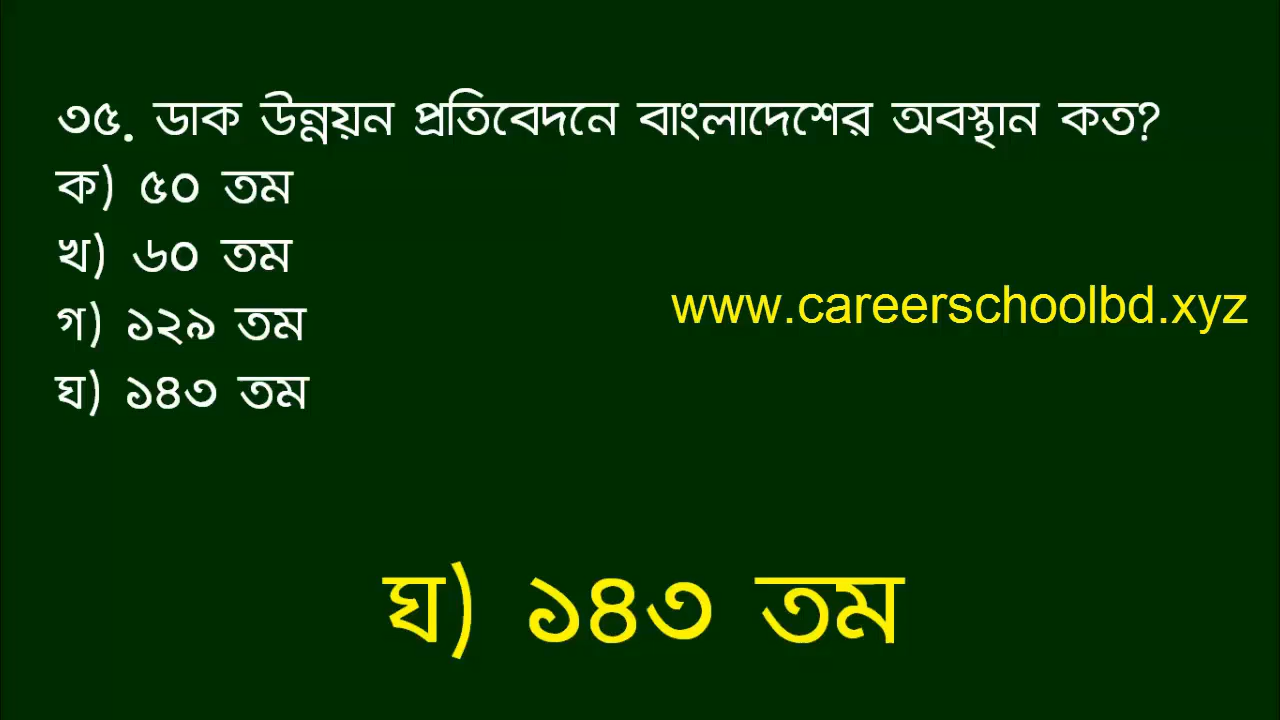 ৩৫. ডাক উন্নয়ন প্রতিবেদনে বাংলাদেশের অবস্থান কত?
ক) ৫০ তম
খ) ৬০ তম
গ) ১২৯ তম
ঘ) ১৪৩ তম
www.careerschoolbd.xyz
ঘ) ১৪৩ তম